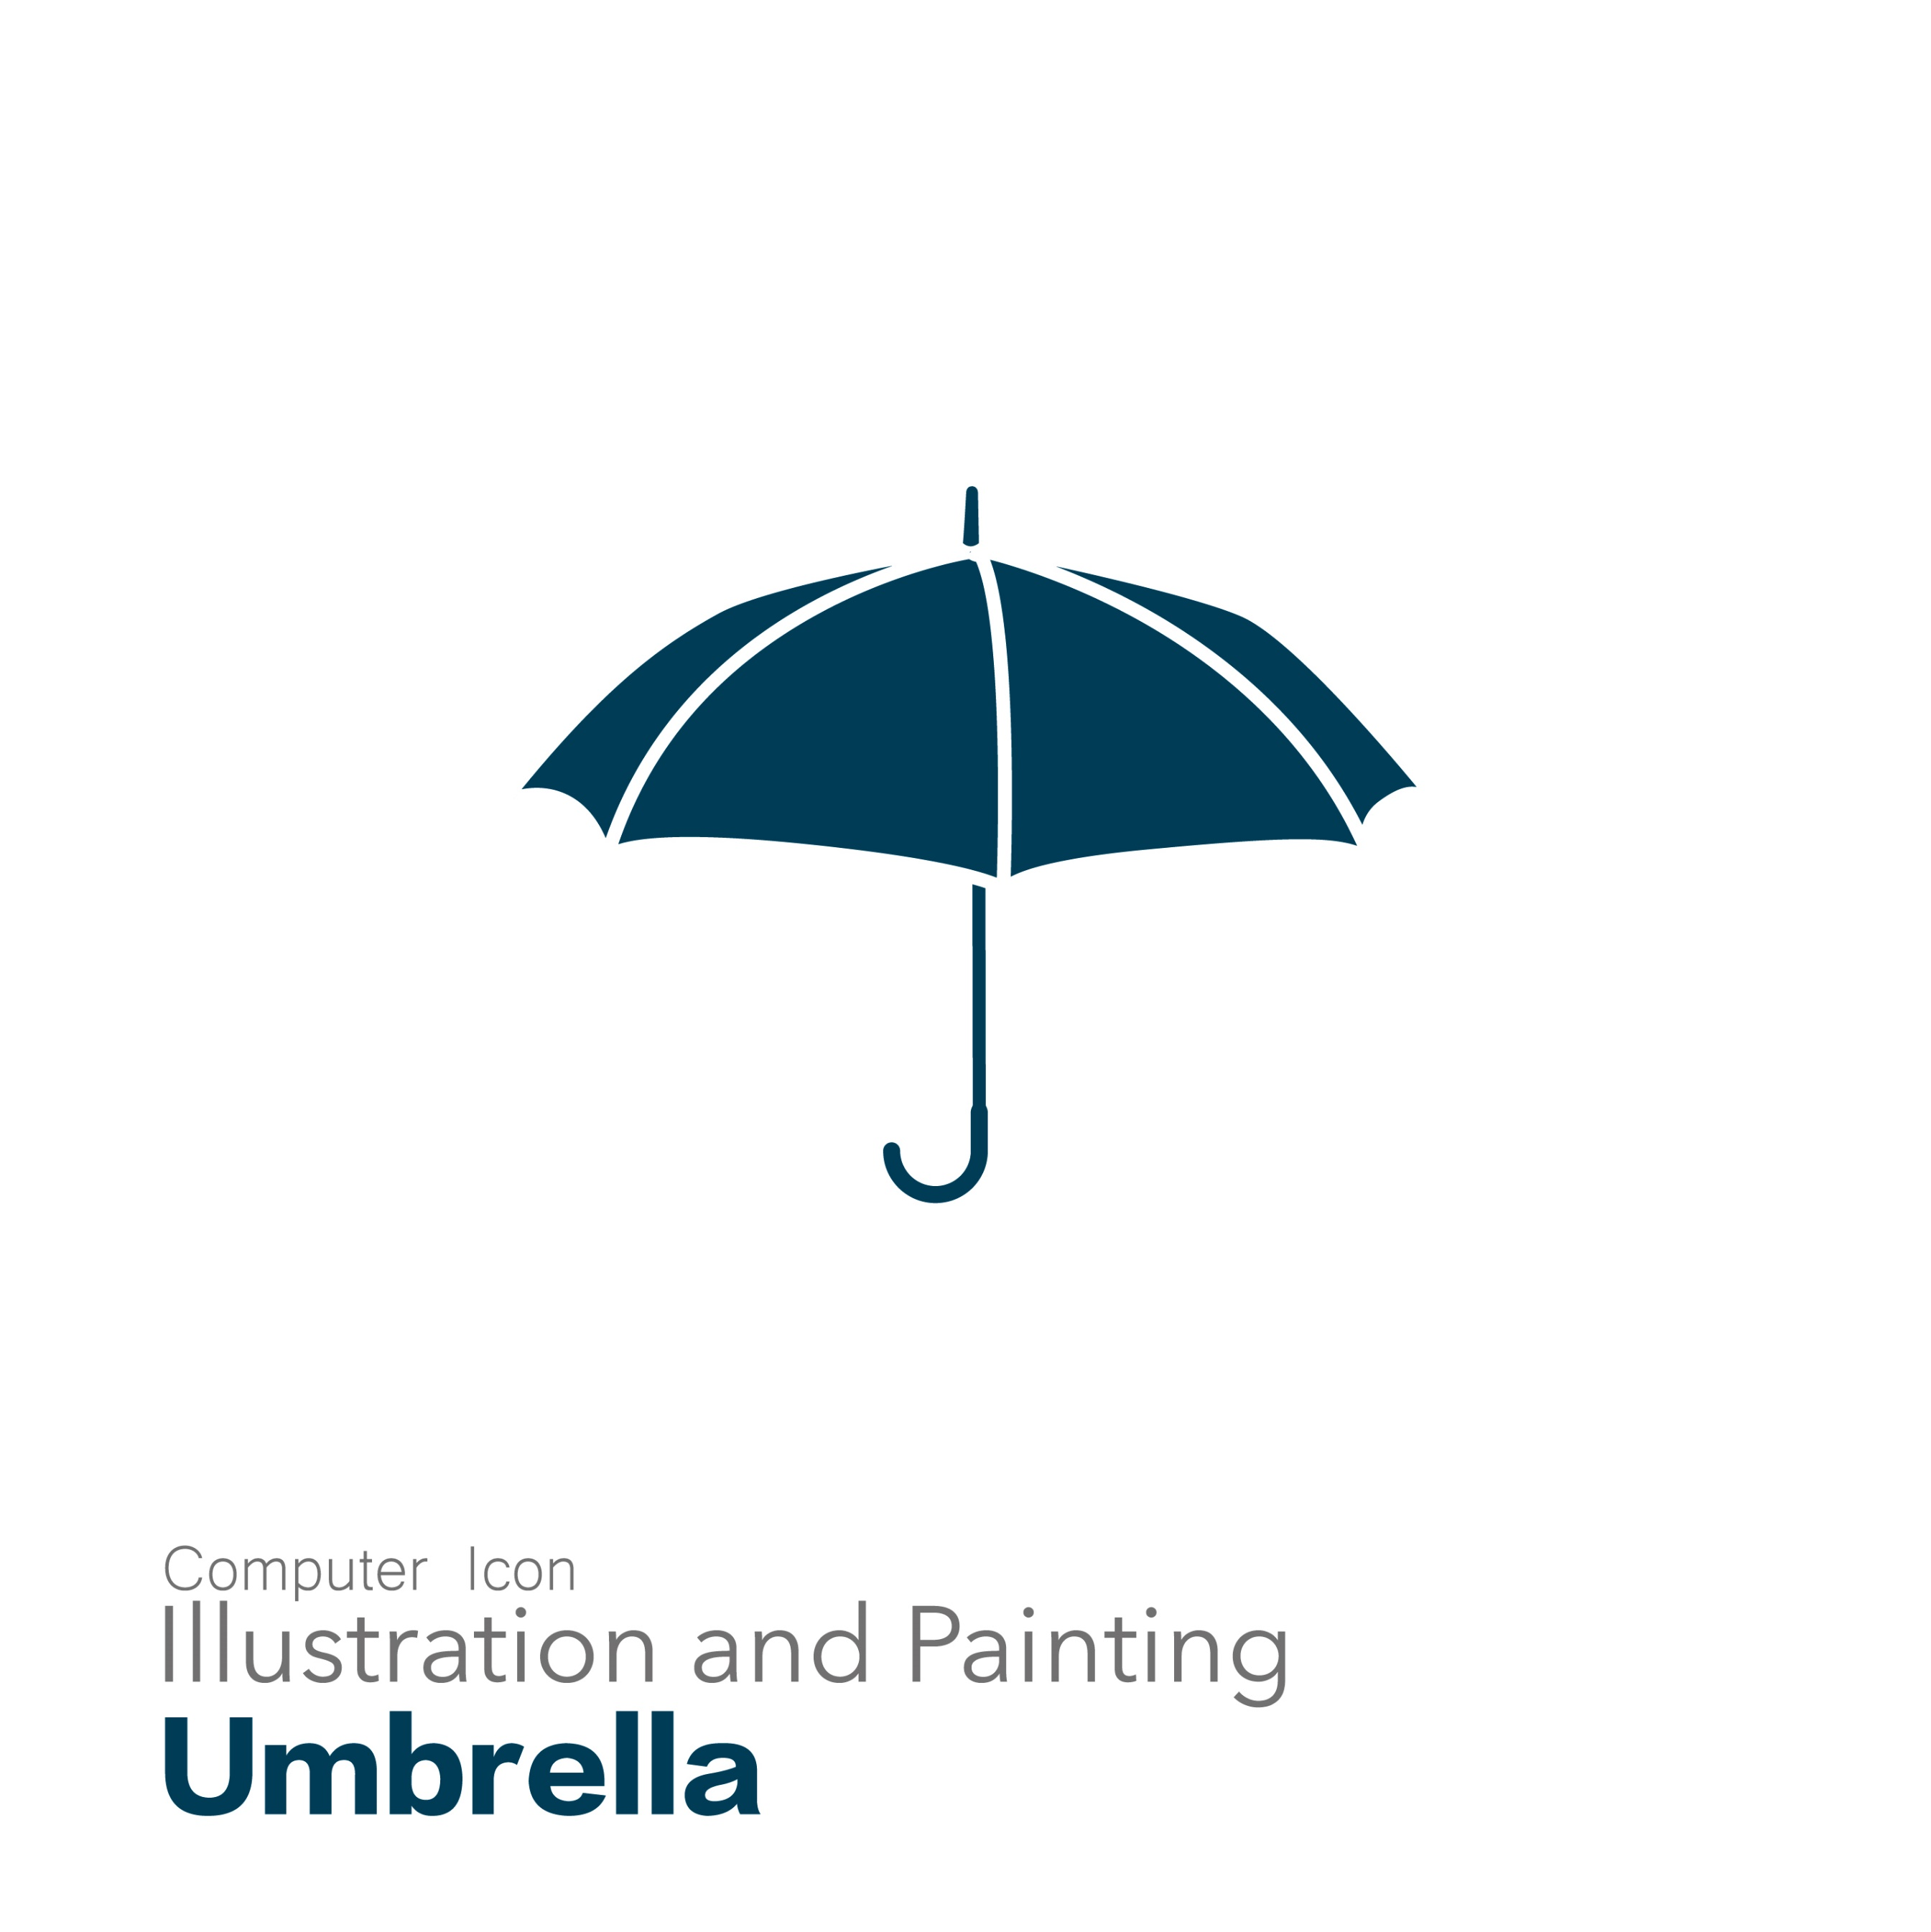 Computer Icon
Illustration and Painting
Umbrella